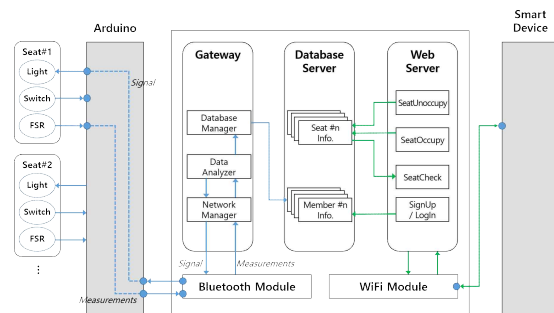 Arduino
Smart
Device
Seat#1
Light
Switch
FSR
Signal
Seat#2
Light
Switch
FSR
⋮
Measurements
Gateway
Database
Manager
Data
Analyzer
Network
Manager
Signal
Measurements
Bluetooth Module
Database
Server
Seat #n
Info.
Member #n
Info.
Web
Server
SeatUnoccupy
SeatOccupy
SeatCheck
SignUp
/ LogIn
WiFi Module